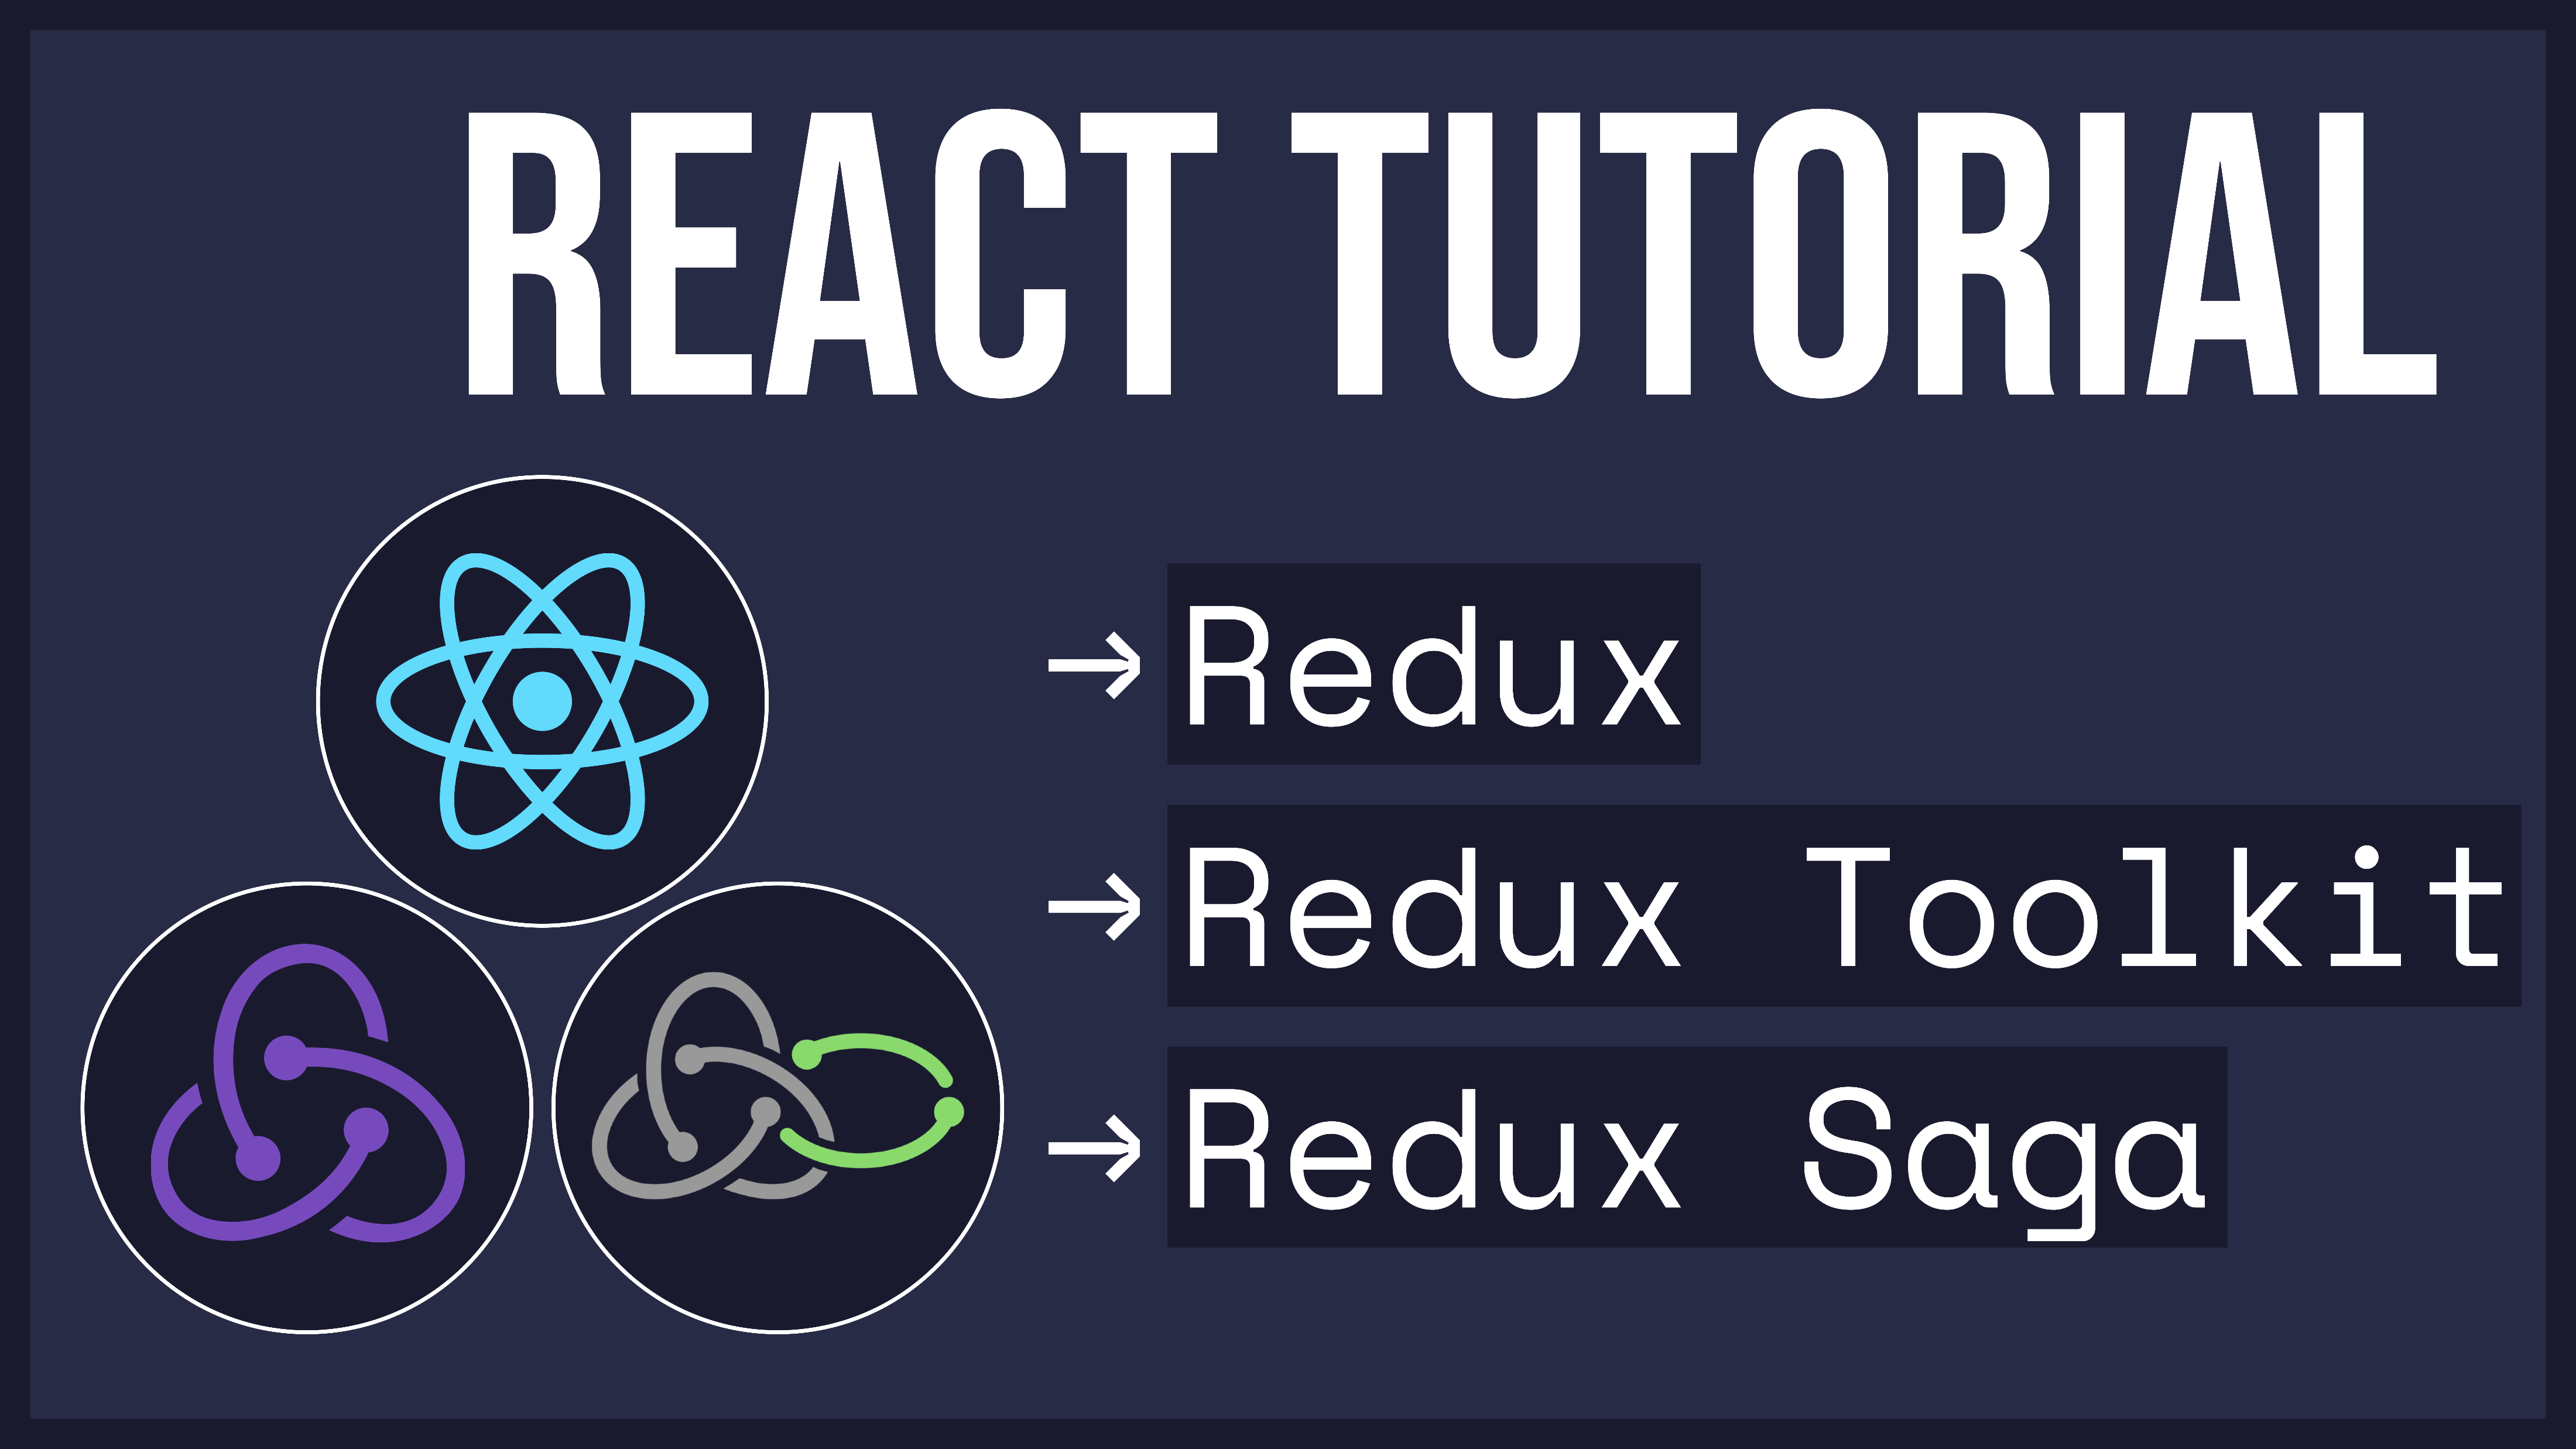 REACT TUTORIAL
→ Redux
→ Redux Toolkit
→ Redux Saga